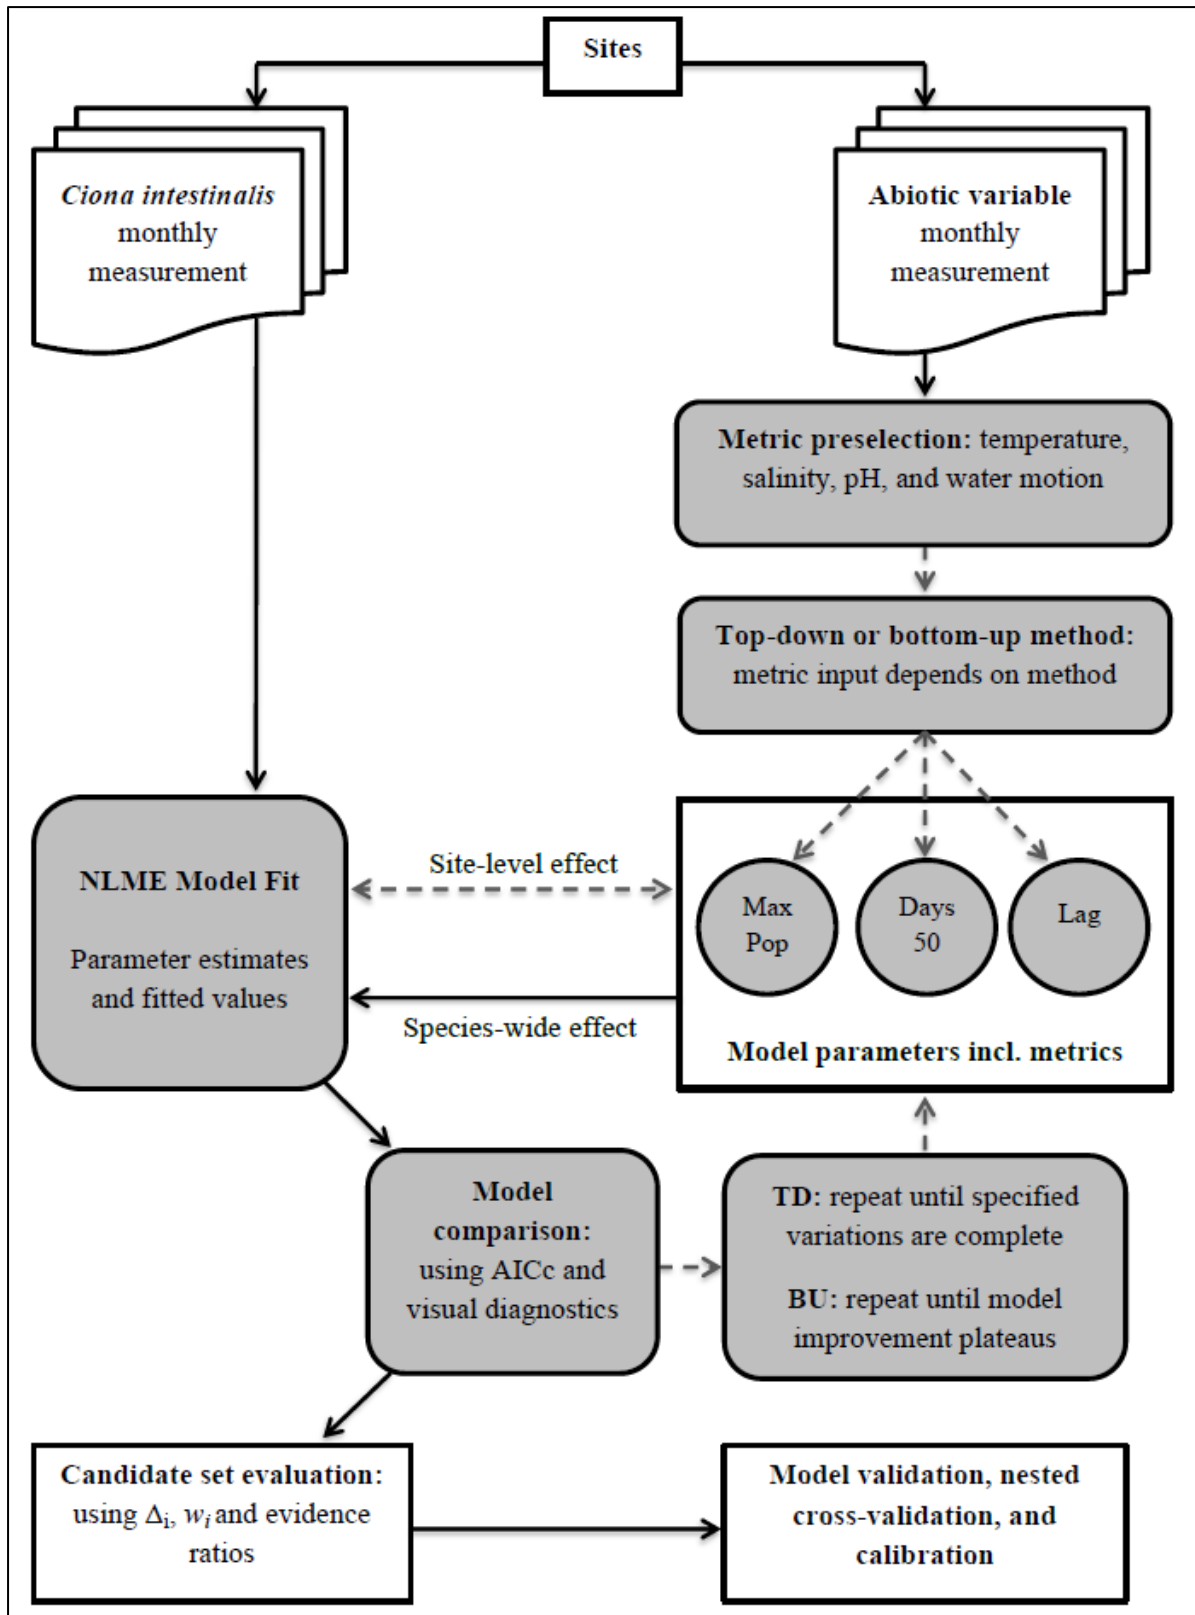 Sites
Ciona intestinalis
monthly
measurement
Abiotic variable
monthly
measurement
Metric preselection: temperature,
salinity, pH, and water motion
Top-down or bottom-up method:
metric input depends on method
NLME Model Fit
Parameter estimates
and fitted values
Site-level effect
Species-wide effect
Max
Pop
Days
50
Lag
Model parameters incl. metrics
Model
comparison:
using AICc and
visual diagnostics
TD: repeat until specified
variations are complete
BU: repeat until model
improvement plateaus
Candidate set evaluation:
using Δi, wi and evidence
ratios
Model validation, nested
cross-validation, and
calibration